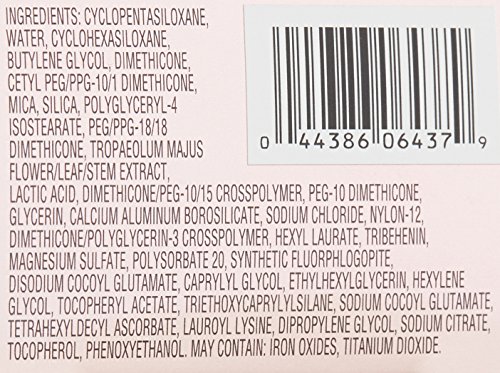 INGREDIENTS: CYCLOPENTASILOXANE,
WATER, CYCLOHEXASILOXANE,
BUTYLENE GLYCOL, DIMETHICONE,
CETYL PEG/PPG-10/1 DIMETHICONE,
MICA, SILICA, POLYGLYCERYL-4
ISOSTEARATE, PEG/PPG-18/18
DIMETHICONE, TROPAEOLUM MAJUS
FLOWER/LEAF/STEM EXTRACT,
LACTIC ACID, DIMETHICONE/PEG-10/15 CROSSPOLYMER, PEG-10 DIMETHICONE,
GLYCERIN, CALCIUM ALUMINUM BOROSILICATE, SODIUM CHLORIDE, NYLON-12,
DIMETHICONE/POLYGLYCERIN-3 CROSSPOLYMER, HEXYL LAURATE, TRIBEHENIN,
MAGNESIUM SULFATE, POLYSORBATE 20, SYNTHETIC FLUORPHLOGOPITE,
DISODIUM COCOYL GLUTAMATE, CAPRYLYL GLYCOL, ETHYLHEXYLGLYCERIN, HEXYLENE
GLYCOL, TOCOPHERYL ACETATE, TRIETHOXYCAPRYLYLSILANE, SODIUM COCOYL GLUTAMATE,
TETRAHEXYLDECYL ASCORBATE, LAUROYL LYSINE, DIPROPYLENE GLYCOL, SODIUM CITRATE,
TOCOPHEROL, PHENOXYETHANOL. MAY CONTAIN: IRON OXIDES, TITANIUM DIOXIDE.
0 44386 06437 9